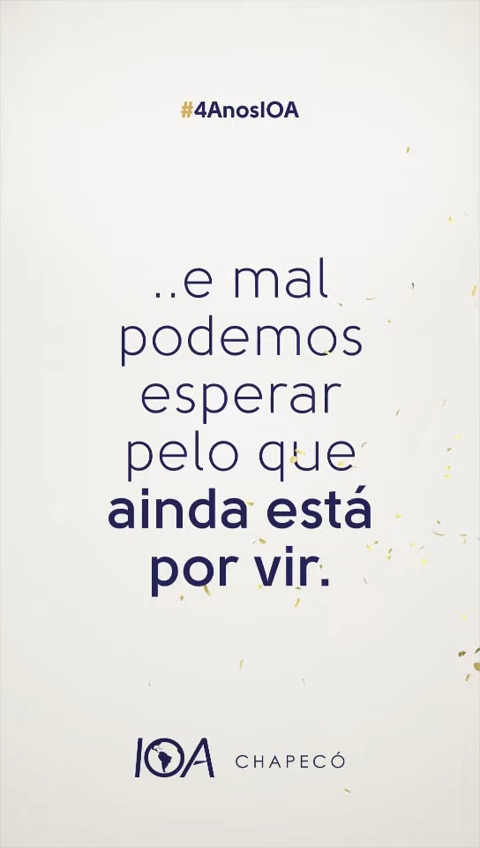 #4AnosIOA
..e mal
podemos
esperar
pelo que
ainda está
por vir.
IOA CHAPECÓ